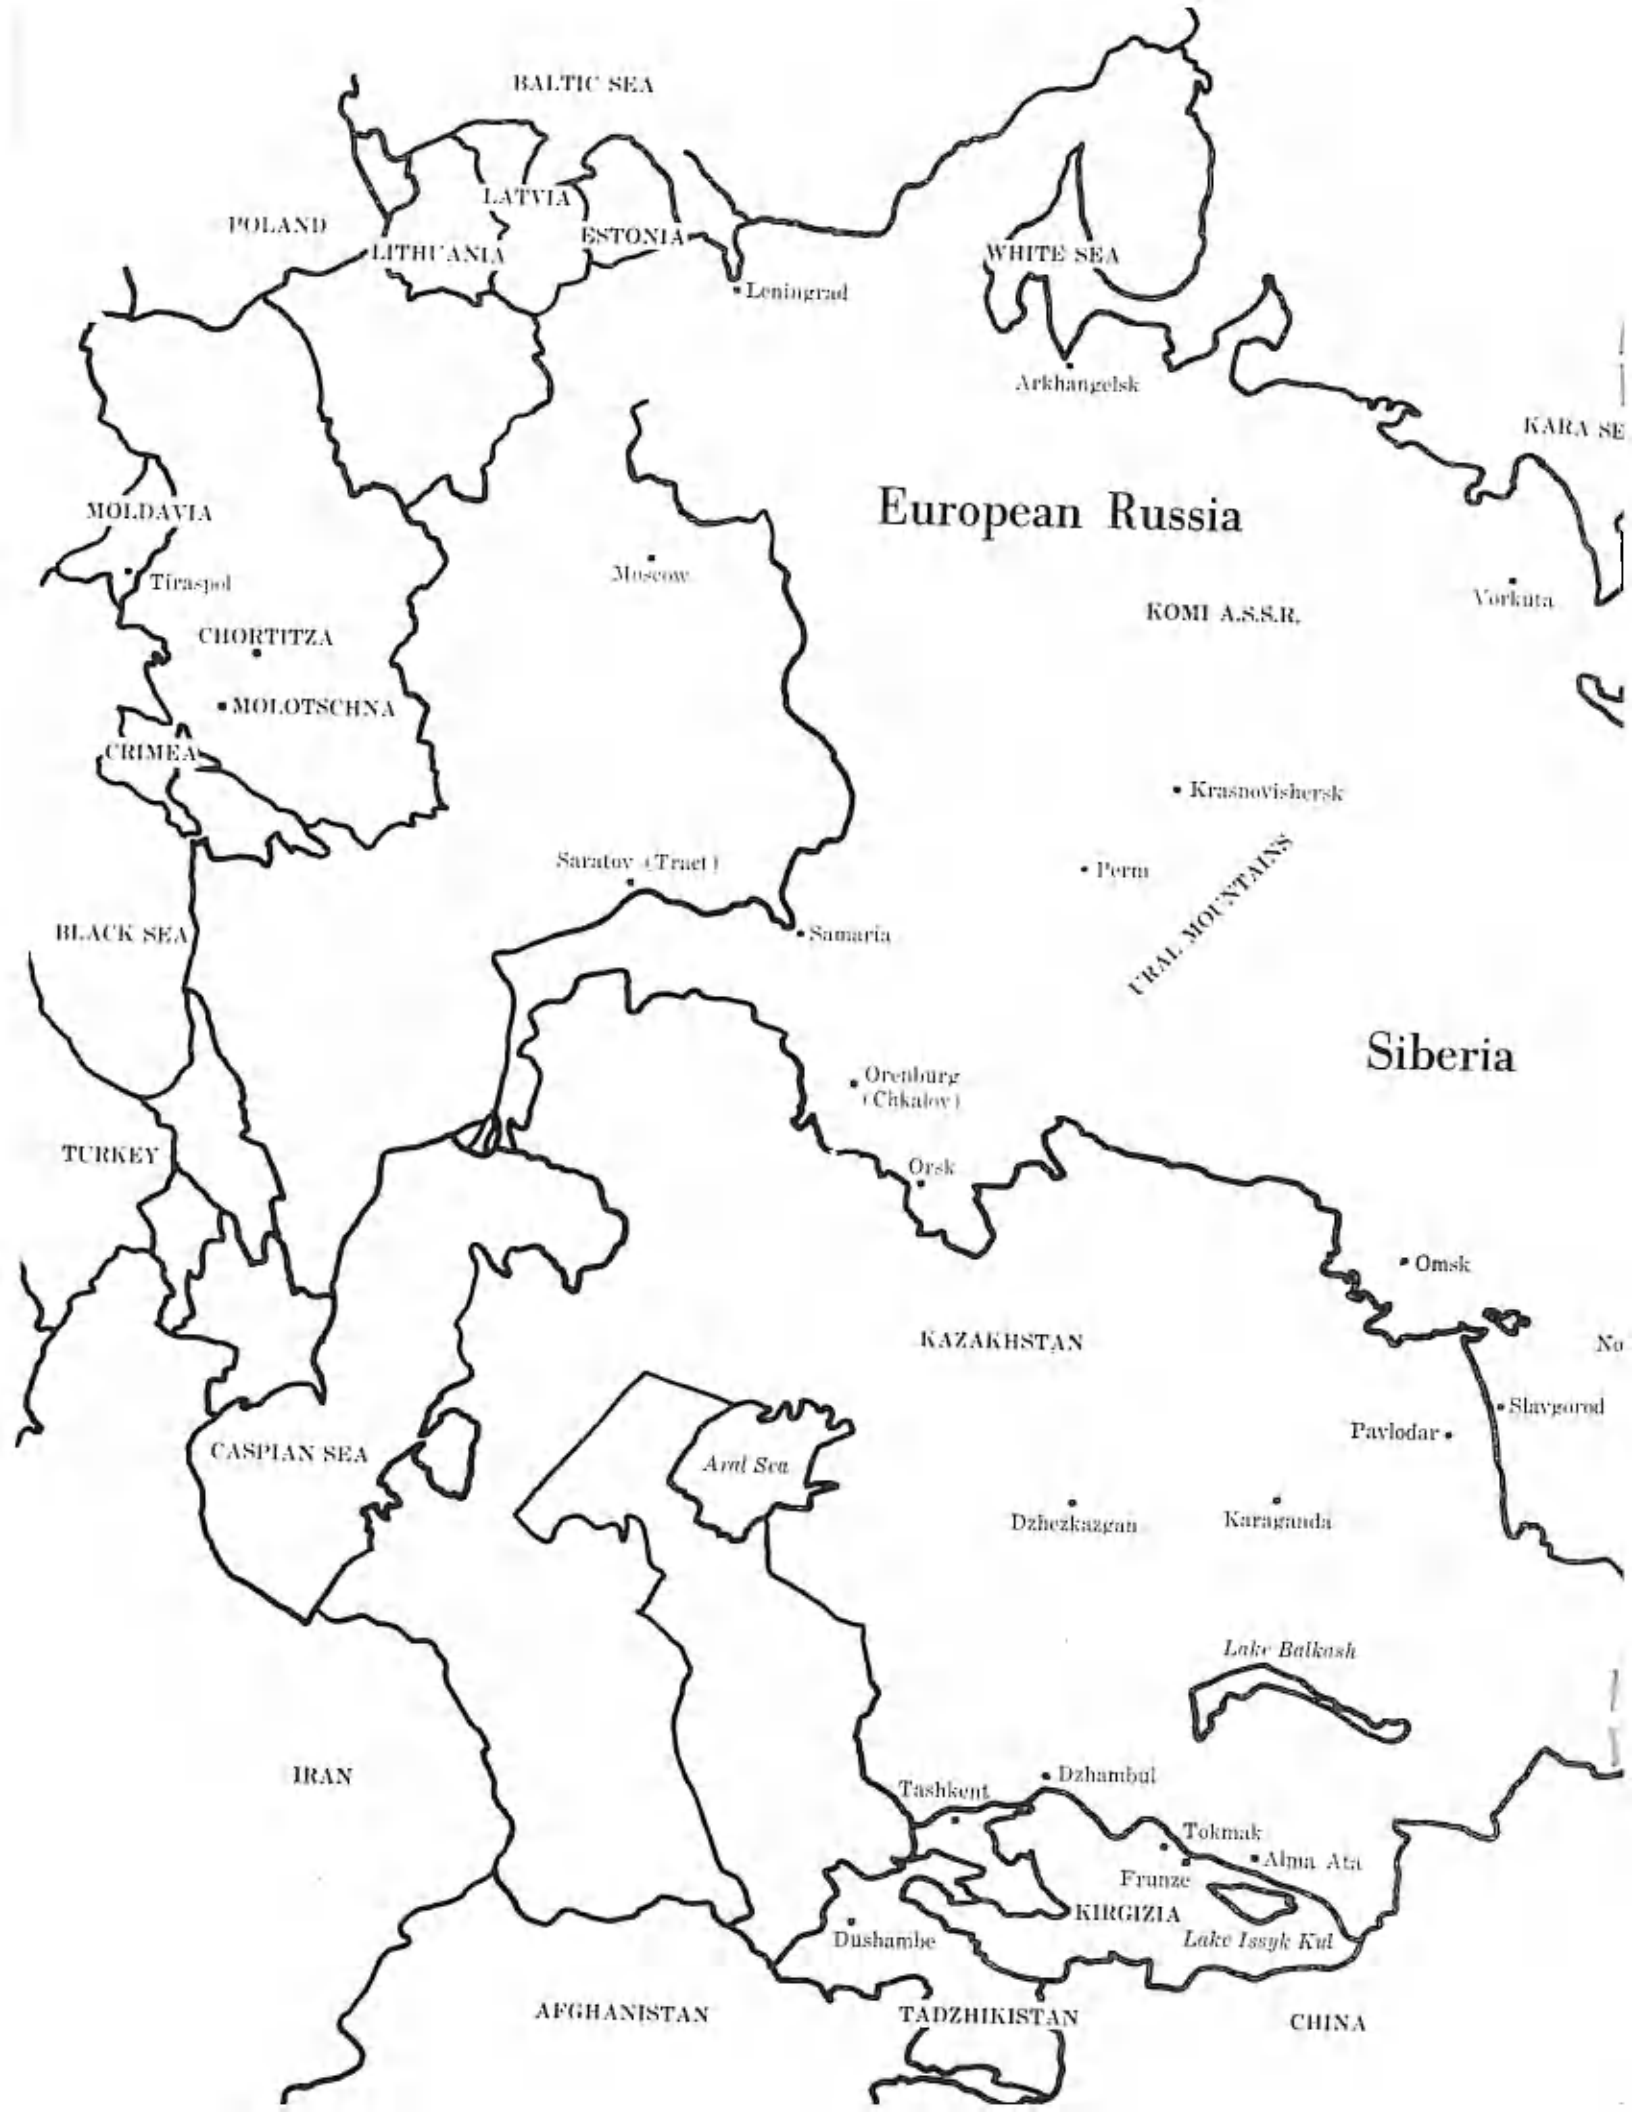 BALTIC SEA
LATVIA
POLAND
ESTONIA
LITHUANIA
WHITE SEA
Leningrad
Arkhangelsk
KARA SE
European Russia
MOLDAVIA
Tiraspol
Moscow
Vorkuta
KOMI A.S.S.R.
CHORTITZA
MOLOTSCHNA
CRIMEA
Krasnovishersk
Saratov (Tract)
Perm
URAL MOUNTAINS
BLACK SEA
Samaria
Siberia
Orenburg
(Chkalov)
TURKEY
Orsk
Omsk
KAZAKHSTAN
No
Slavgorod
Pavlodar
CASPIAN SEA
Aral Sea
Dzhezkazgan
Karaganda
Lake Balkash
IRAN
Tashkent
Dzhambul
Tokmak
Alma Ata
Frunze
KIRGIZIA
Dushambe
Lake Issyk Kul
AFGHANISTAN
TADZHIKISTAN
CHINA